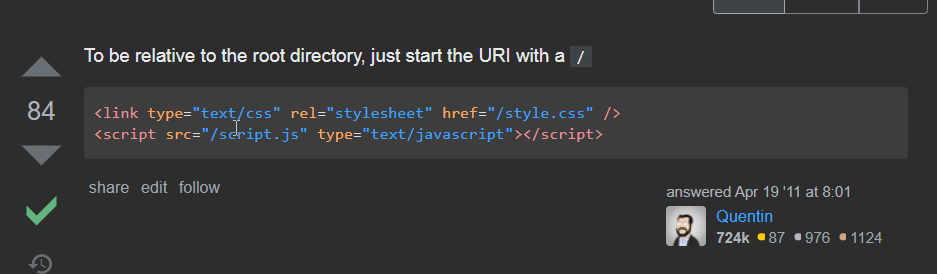 To be relative to the root directory, just start the URI with a /
84
<link type="text/css" rel="stylesheet" href="/style.css" />
<script src="/script.js" type="text/javascript"></script>
share edit follow
answered Apr 19 '11 at 8:01
Quentin
724k 87 976 1124